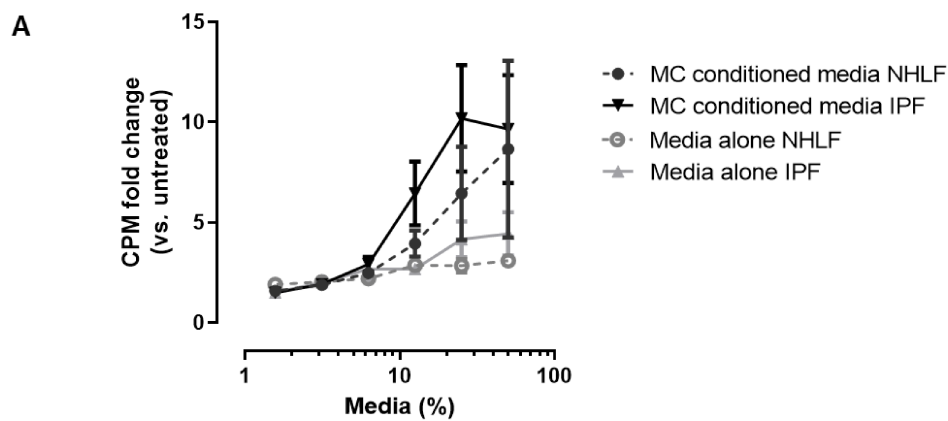 A
15
10
5
0
CPM fold change
(vs. untreated)
1
10
100
Media (%)
MC conditioned media NHLF
MC conditioned media IPF
Media alone NHLF
Media alone IPF